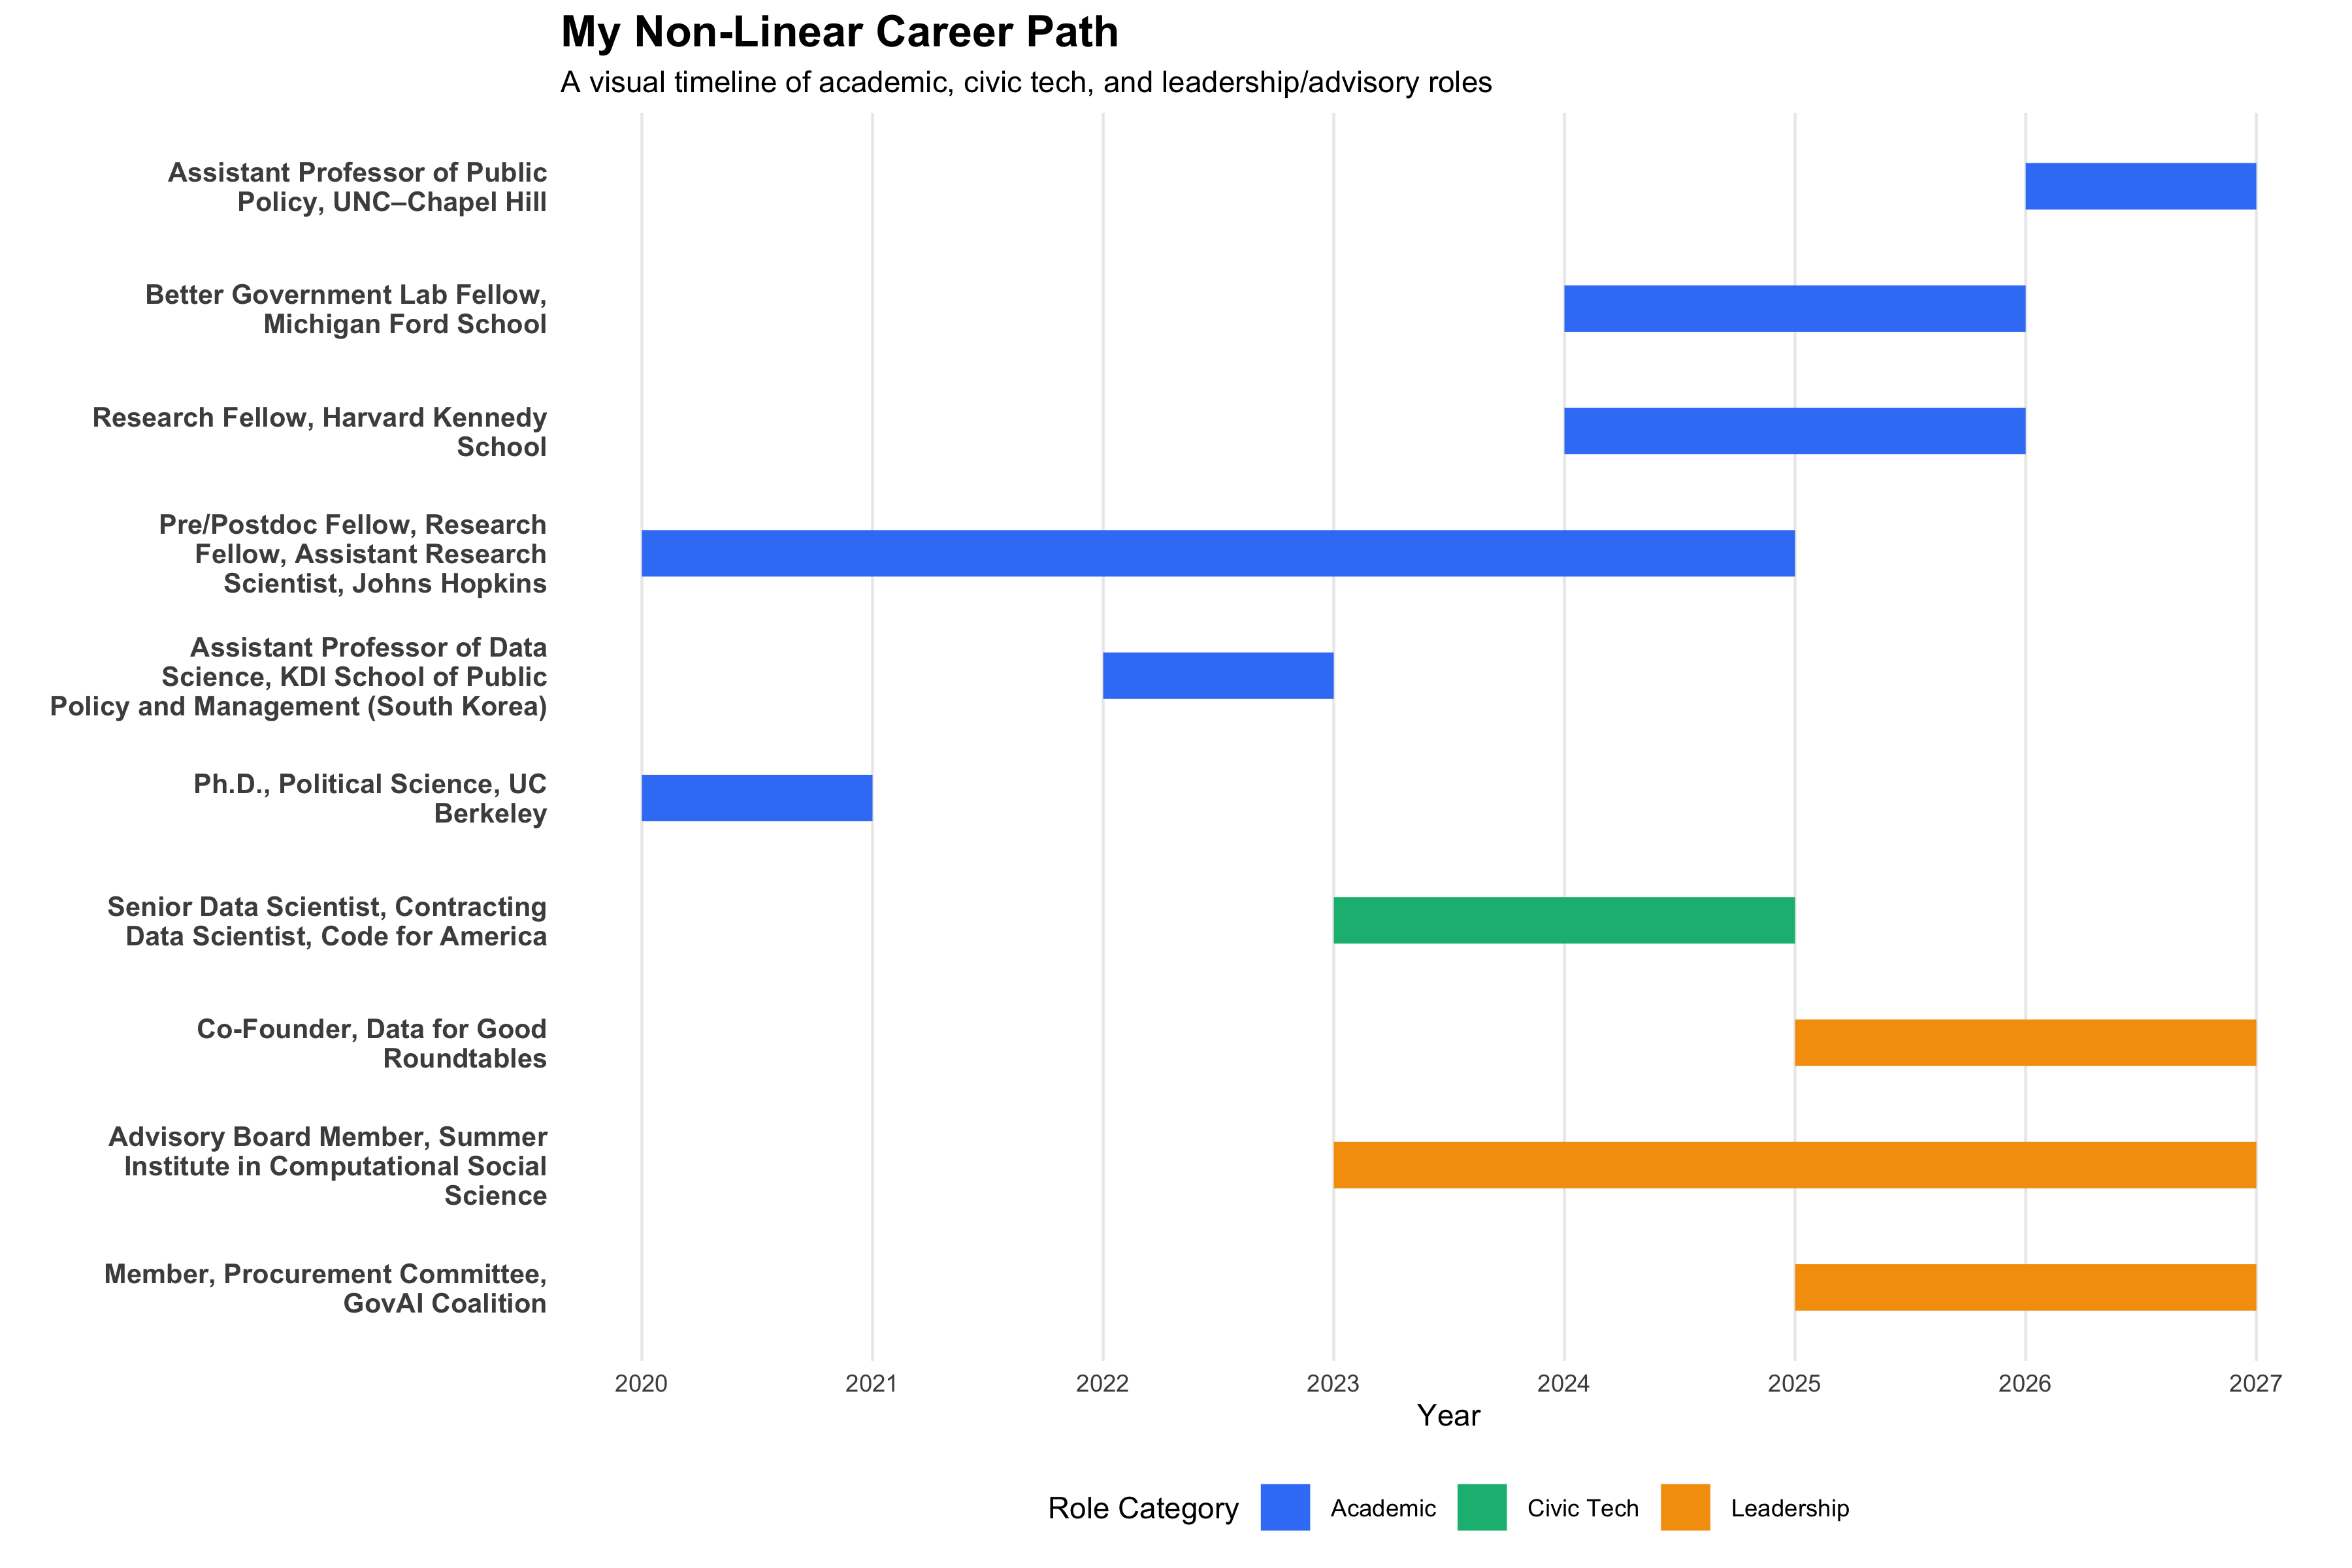 My Non-Linear Career Path
A visual timeline of academic, civic tech, and leadership/advisory roles
Assistant Professor of Public
Policy, UNC–Chapel Hill
Better Government Lab Fellow,
Michigan Ford School
Research Fellow, Harvard Kennedy
School
Pre/Postdoc Fellow, Research
Fellow, Assistant Research
Scientist, Johns Hopkins
Assistant Professor of Data
Science, KDI School of Public
Policy and Management (South Korea)
Ph.D., Political Science, UC
Berkeley
Senior Data Scientist, Contracting
Data Scientist, Code for America
Co-Founder, Data for Good
Roundtables
Advisory Board Member, Summer
Institute in Computational Social
Science
Member, Procurement Committee,
GovAI Coalition
2020 2021 2022 2023 2024 2025 2026 2027
Year
Role Category Academic Civic Tech Leadership